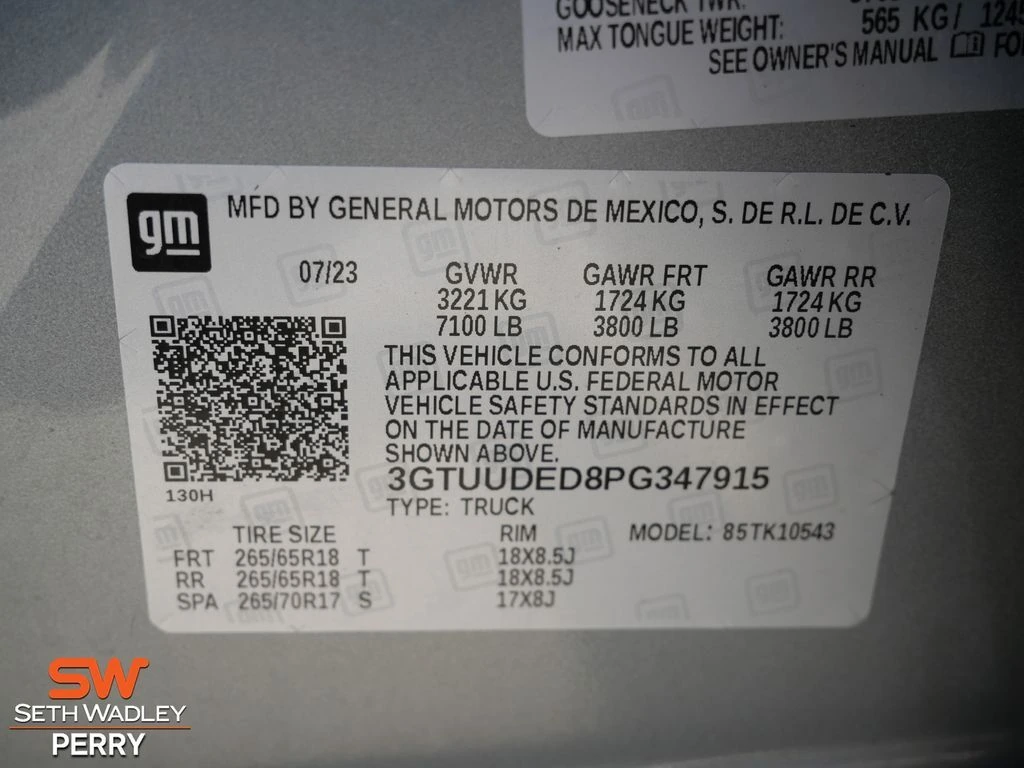 GOOSENECK TWR:
MAX TONGUE WEIGHT: 565 KG/ 1245
SEE OWNER'S MANUAL FO
gm MFD BY GENERAL MOTORS DE MEXICO, S. DE R.L. DE C.V.
07/23 GVWR GAWR FRT GAWR RR
3221 KG 1724 KG 1724 KG
7100 LB 3800 LB 3800 LB
THIS VEHICLE CONFORMS TO ALL
APPLICABLE U.S. FEDERAL MOTOR
VEHICLE SAFETY STANDARDS IN EFFECT
ON THE DATE OF MANUFACTURE
SHOWN ABOVE.
3GTUUDED8PG347915
130H
TYPE: TRUCK
TIRE SIZE RIM MODEL: 85TK10543
FRT 265/65R18 T 18X8.5J
RR 265/65R18 T 18X8.5J
SPA 265/70R17 S 17X8J
SW
SETH WADLEY
PERRY